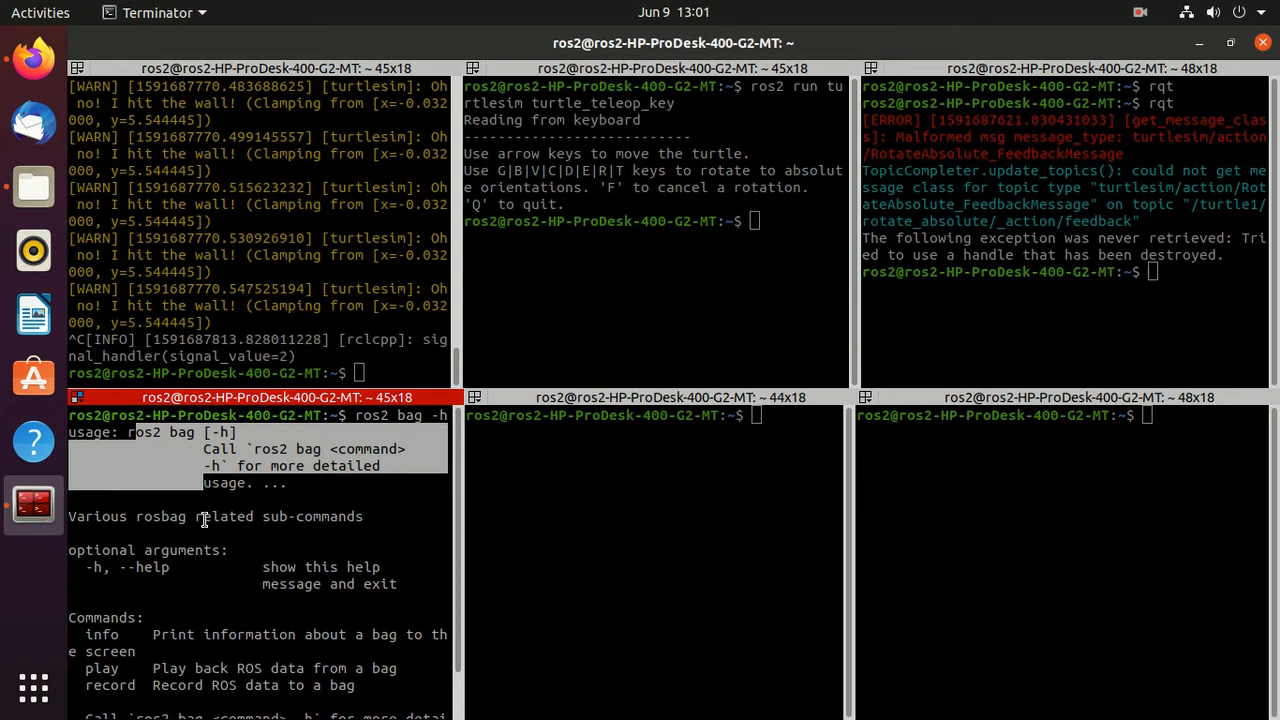 Activities
Terminator
Jun 9 13:01
ros2@ros2-HP-ProDesk-400-G2-MT: ~
ros2@ros2-HP-ProDesk-400-G2-MT: ~ 45x18
[WARN] [1591687770.483688625] [turtlesim]: Oh
 no! I hit the wall! (Clamping from [x=-0.032
000, y=5.544445])
[WARN] [1591687770.499145557] [turtlesim]: Oh
 no! I hit the wall! (Clamping from [x=-0.032
000, y=5.544445])
[WARN] [1591687770.515623232] [turtlesim]: Oh
 no! I hit the wall! (Clamping from [x=-0.032
000, y=5.544445])
[WARN] [1591687770.530926910] [turtlesim]: Oh
 no! I hit the wall! (Clamping from [x=-0.032
000, y=5.544445])
[WARN] [1591687770.547525194] [turtlesim]: Oh
 no! I hit the wall! (Clamping from [x=-0.032
000, y=5.544445])
^C[INFO] [1591687813.828011228] [rclcpp]: sig
nal_handler(signal_value=2)
ros2@ros2-HP-ProDesk-400-G2-MT:~$
ros2@ros2-HP-ProDesk-400-G2-MT: ~ 45x18
ros2@ros2-HP-ProDesk-400-G2-MT:~$ ros2 run tu
rtlesim turtle_teleop_key
Reading from keyboard
---------------------------
Use arrow keys to move the turtle.
Use G|B|V|C|D|E|R|T keys to rotate to absolut
e orientations. 'F' to cancel a rotation.
'Q' to quit.
ros2@ros2-HP-ProDesk-400-G2-MT:~$
ros2@ros2-HP-ProDesk-400-G2-MT: ~ 48x18
ros2@ros2-HP-ProDesk-400-G2-MT:~$ rqt
ros2@ros2-HP-ProDesk-400-G2-MT:~$ rqt
[ERROR] [1591687621.030431033] [get_message_clas
s]: Malformed msg message_type: turtlesim/action
/RotateAbsolute_FeedbackMessage
TopicCompleter.update_topics(): could not get me
ssage class for topic type "turtlesim/action/Rot
ateAbsolute_FeedbackMessage" on topic "/turtle1/
rotate_absolute/_action/feedback"
The following exception was never retrieved: Tri
ed to use a handle that has been destroyed.
ros2@ros2-HP-ProDesk-400-G2-MT:~$
ros2@ros2-HP-ProDesk-400-G2-MT: ~ 45x18
ros2@ros2-HP-ProDesk-400-G2-MT:~$ ros2 bag -h
usage: ros2 bag [-h]
Call `ros2 bag <command>
-h` for more detailed
usage. ...
Various rosbag related sub-commands
optional arguments:
-h, --help show this help
message and exit
Commands:
info Print information about a bag to th
e screen
play Play back ROS data from a bag
record Record ROS data to a bag
Call `ros2 bag <command> -h` for more detai
ros2@ros2-HP-ProDesk-400-G2-MT: ~ 44x18
ros2@ros2-HP-ProDesk-400-G2-MT:~$
ros2@ros2-HP-ProDesk-400-G2-MT: ~ 48x18
ros2@ros2-HP-ProDesk-400-G2-MT:~$